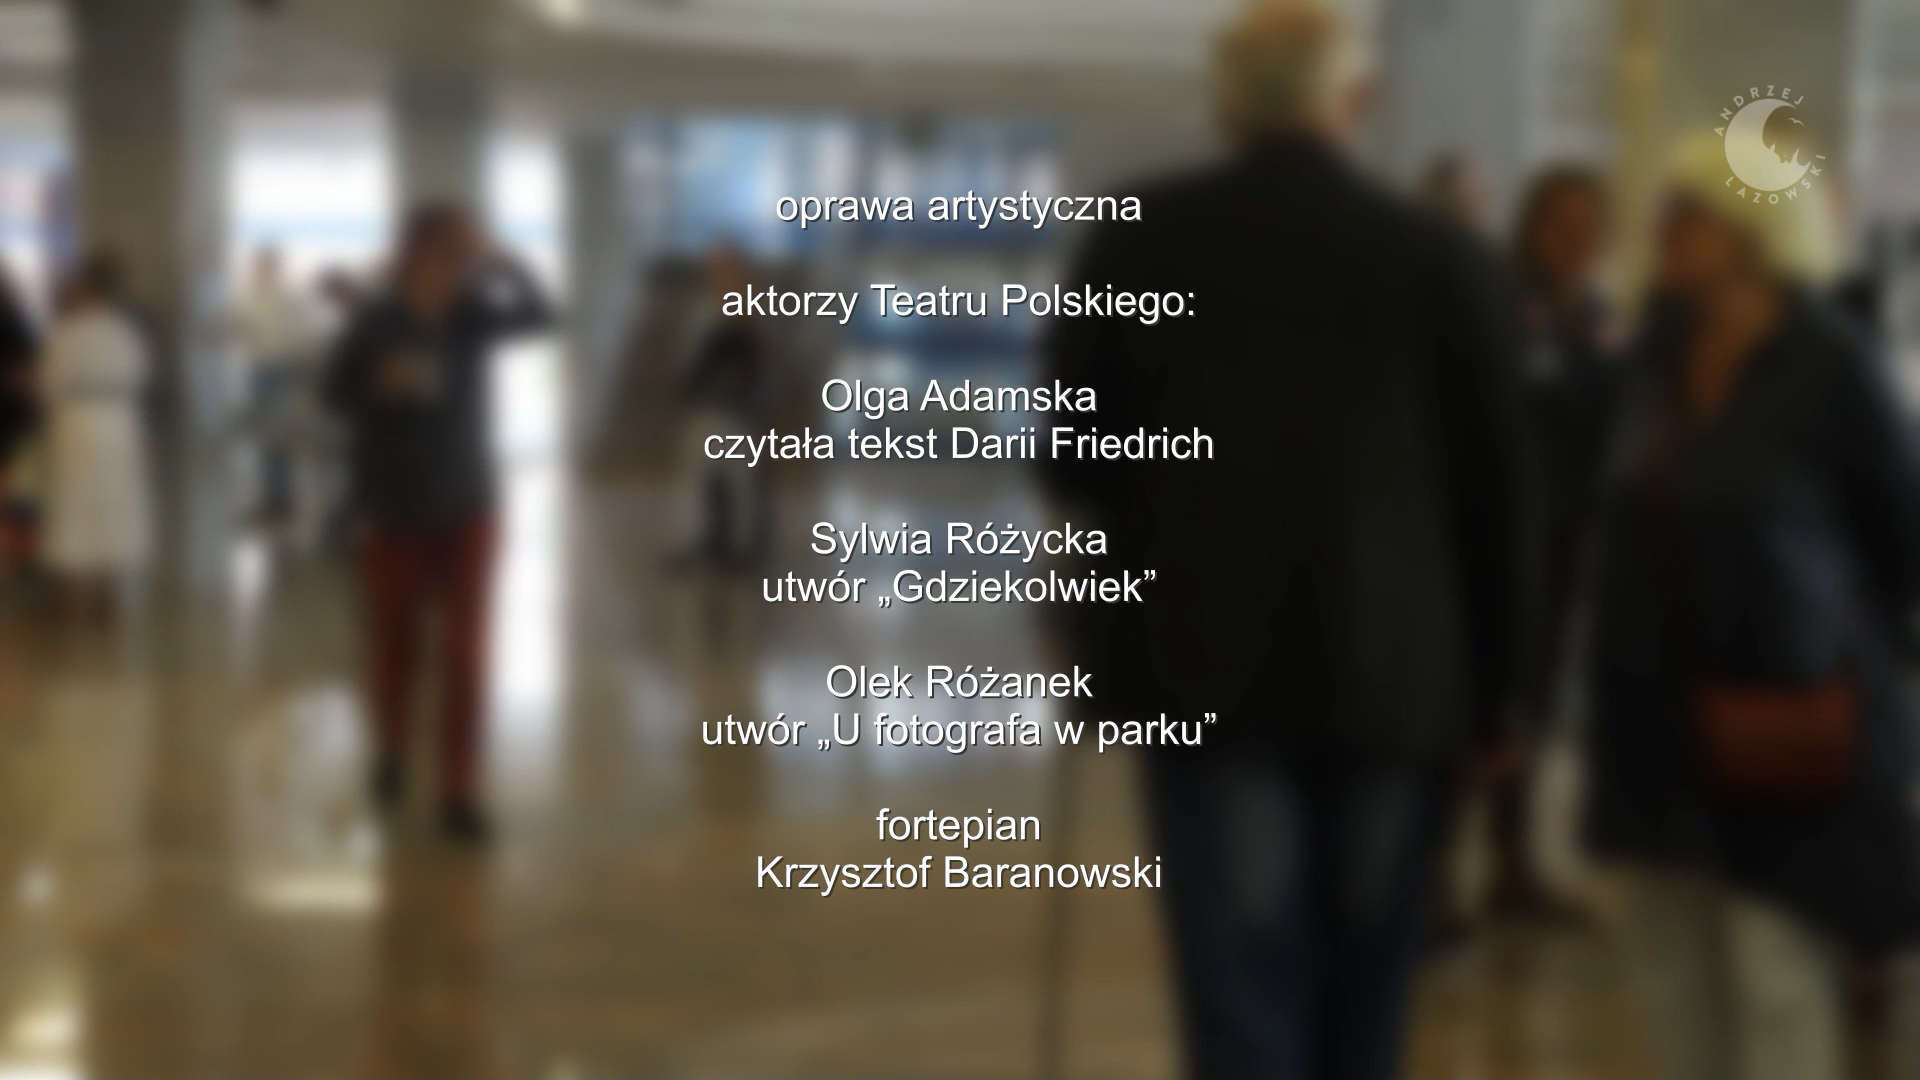 ANDRZEJ
ŁAZOWSKI
oprawa artystyczna
aktorzy Teatru Polskiego:
Olga Adamska
czytała tekst Darii Friedrich
Sylwia Różycka
utwór „Gdziekolwiek”
Olek Różanek
utwór „U fotografa w parku”
fortepian
Krzysztof Baranowski